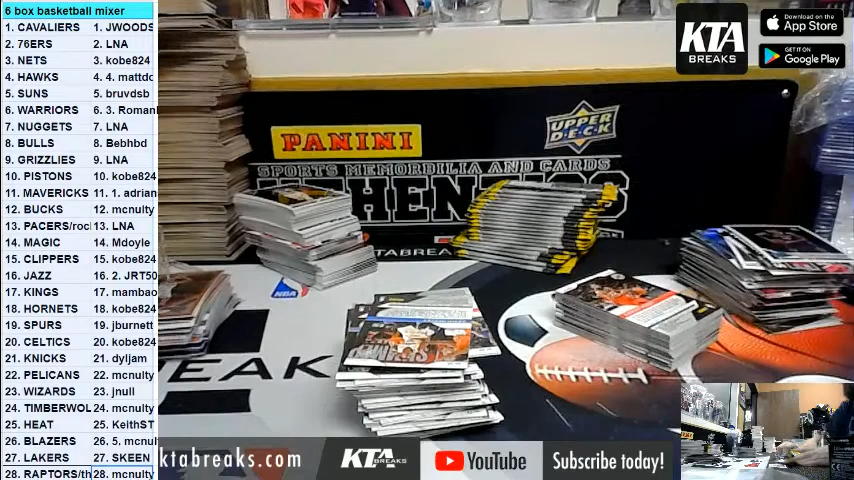 6 box basketball mixer
1. CAVALIERS 1. JWOODS
2. 76ERS 2. LNA
3. NETS 3. kobe824
4. HAWKS 4. 4. mattdc
5. SUNS 5. bruvdsb
6. WARRIORS 6. 3. Roman
7. NUGGETS 7. LNA
8. BULLS 8. Bebhbd
9. GRIZZLIES 9. LNA
10. PISTONS 10. kobe824
11. MAVERICKS 11. 1. adrian
12. BUCKS 12. mcnulty
13. PACERS/roc 13. LNA
14. MAGIC 14. Mdoyle
15. CLIPPERS 15. kobe824
16. JAZZ 16. 2. JRT50
17. KINGS 17. mambao
18. HORNETS 18. kobe824
19. SPURS 19. jburnett
20. CELTICS 20. kobe824
21. KNICKS 21. dyljam
22. PELICANS 22. mcnulty
23. WIZARDS 23. jnull
24. TIMBERWOL 24. mcnulty
25. HEAT 25. KeithST
26. BLAZERS 26. 5, mcnul
27. LAKERS 27. SKEEN
28. RAPTORS/th 28. mcnulty
KTA
BREAKS
Download on the
App Store
GET IT ON
Google Play
PANINI
UPPER
DECK
SPORTS MEMORBILIA AND CARDS
KTABREA
NBA
EAK
ktabreaks.com
KTA
BREAKS
YouTube
Subscribe today!